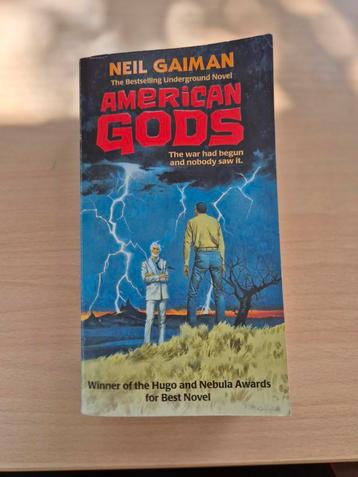 NEIL GAIMAN
The Bestselling Underground Novel
AMERICAN
GODS
The war had begun
and nobody saw it.
Winner of the Hugo and Nebula Awards
for Best Novel